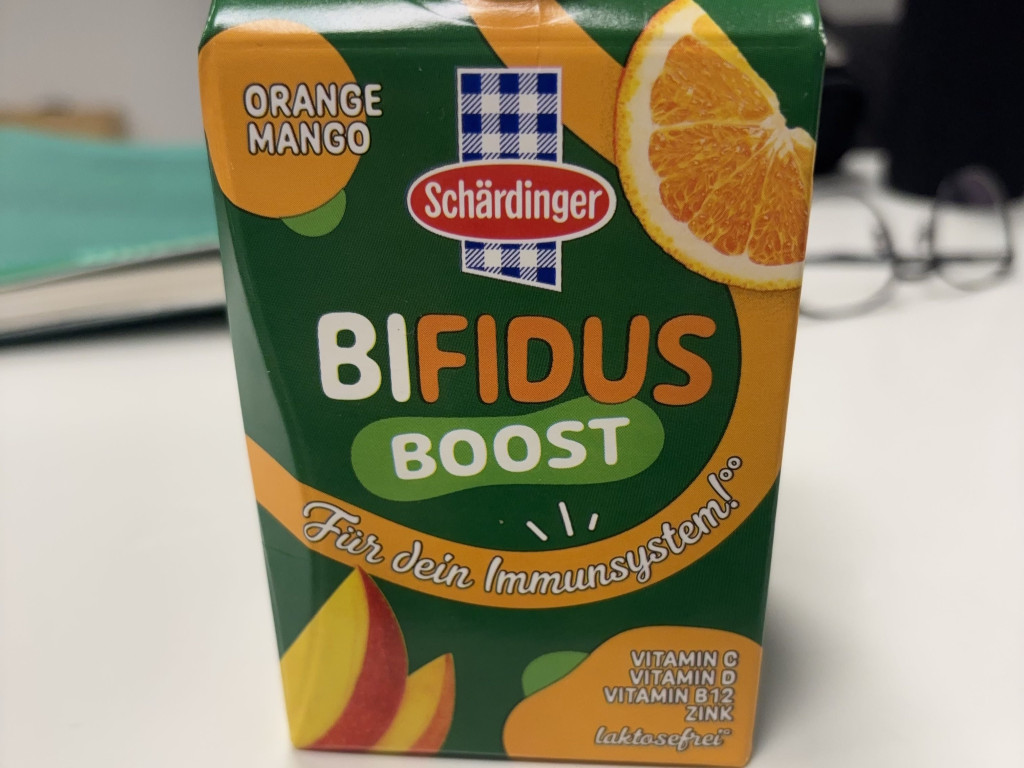 ORANGE
MANGO
Schärdinger
BIFIDUS
BOOST
Für dein Immunsystem!°°
VITAMIN C
VITAMIN D
VITAMIN B12
ZINK
laktosefrei°